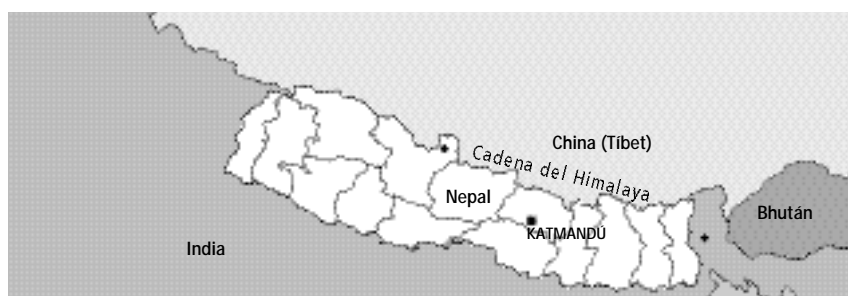 China (Tíbet)
Cadena del Himalaya
Nepal
Bhután
KATMANDÚ
India